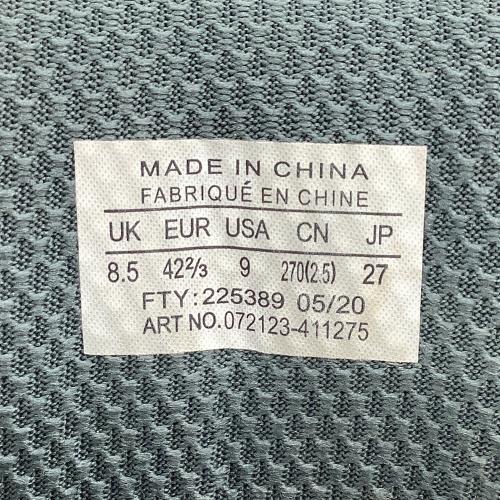 MADE IN CHINA
FABRIQUÉ EN CHINE
UK EUR USA CN JP
8.5 42⅔ 9 270(2.5) 27
FTY: 225389 05/20
ART NO.072123-411275